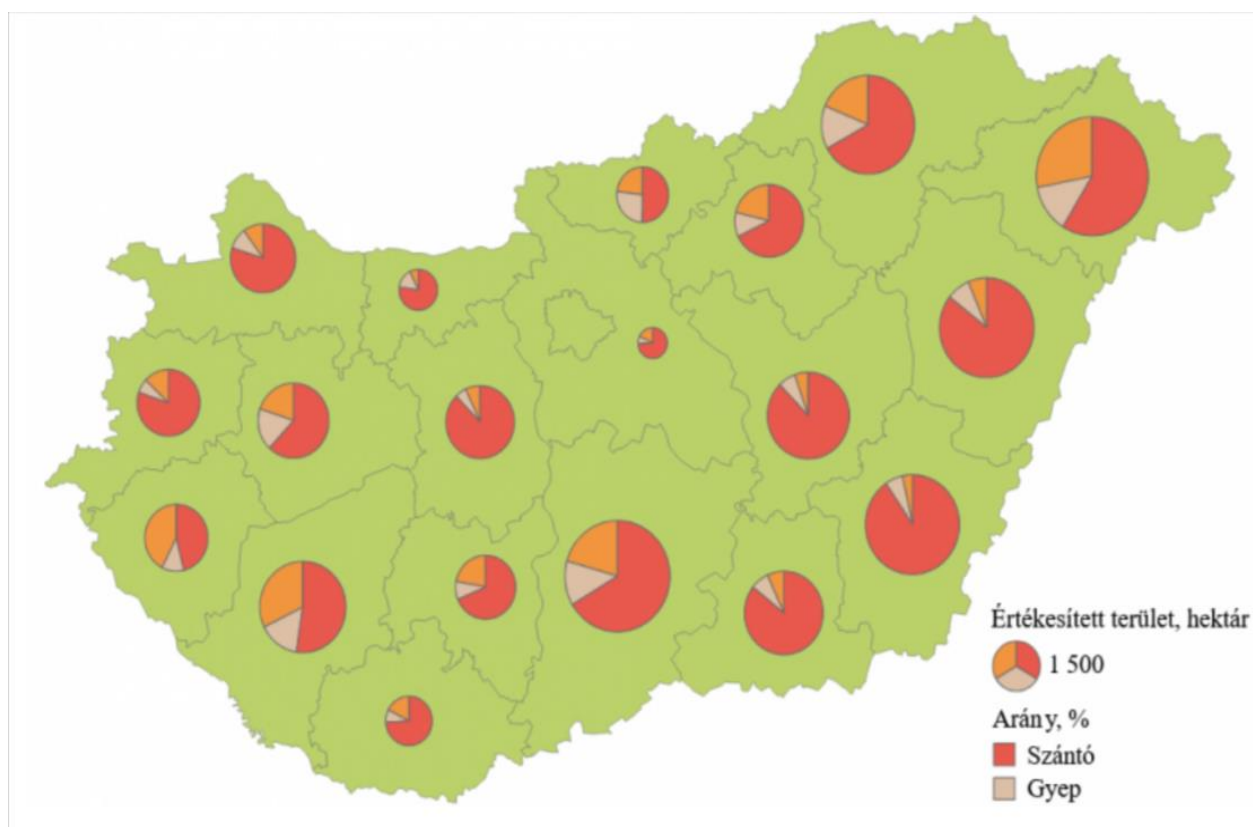 Értékesített terület, hektár
1 500
Arány, %
Szántó
Gyep